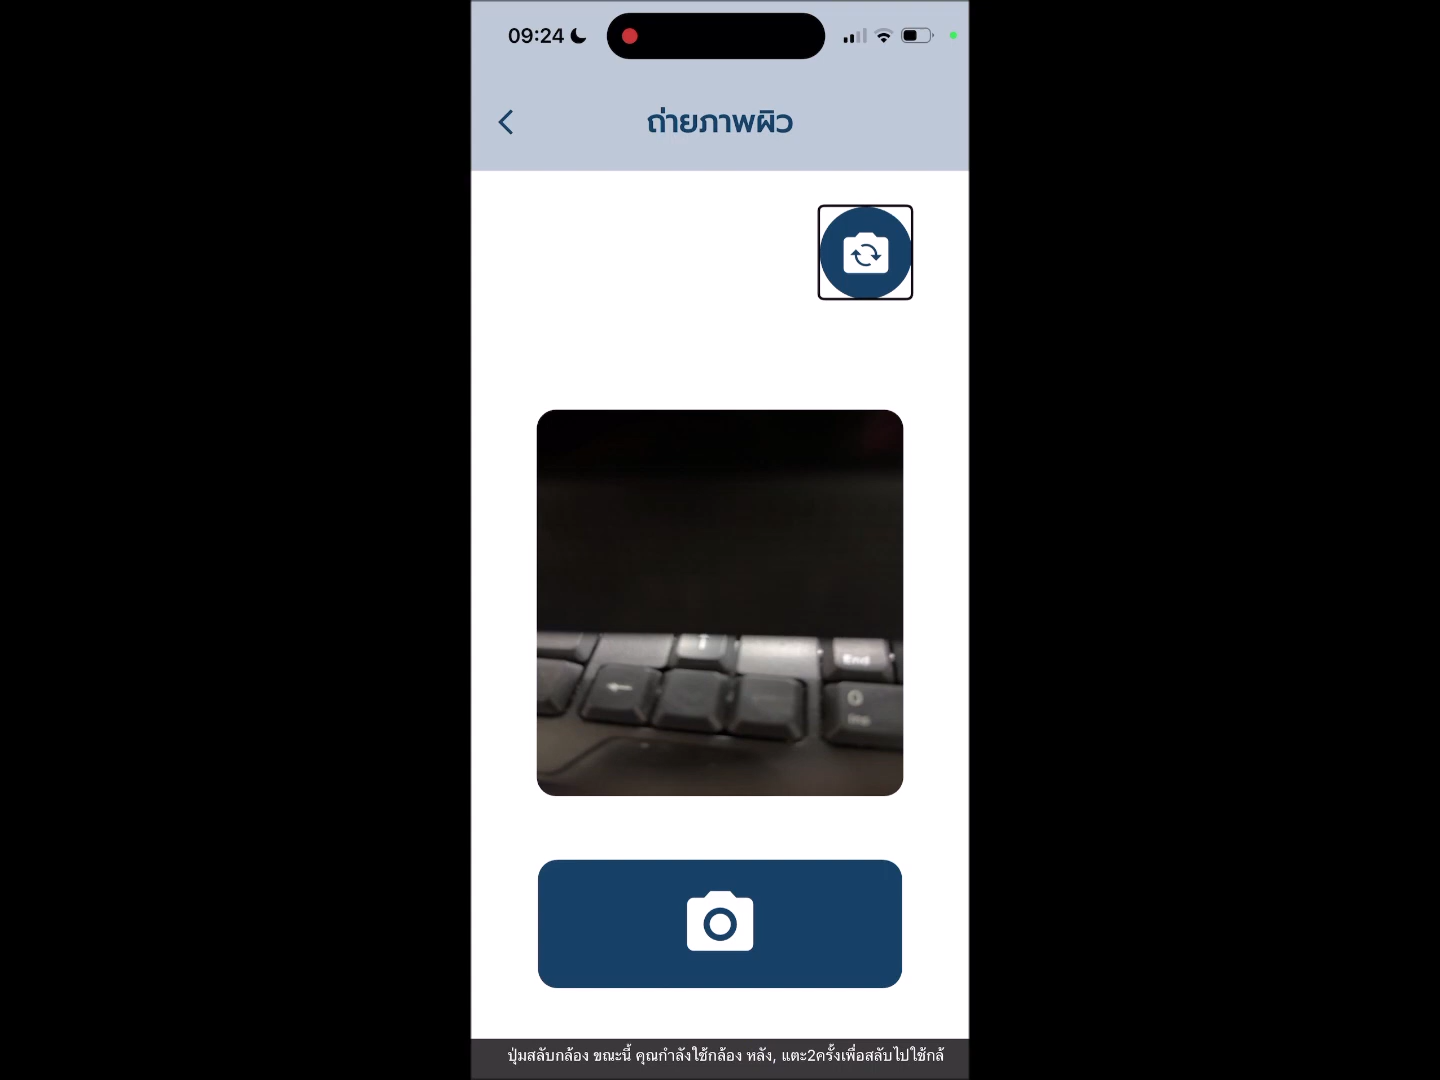 09:24
ถ่ายภาพผิว
End
ปุ่มสลับกล้อง ขณะนี้ คุณกำลังใช้กล้อง หลัง, แตะ2ครั้งเพื่อสลับไปใช้กล้